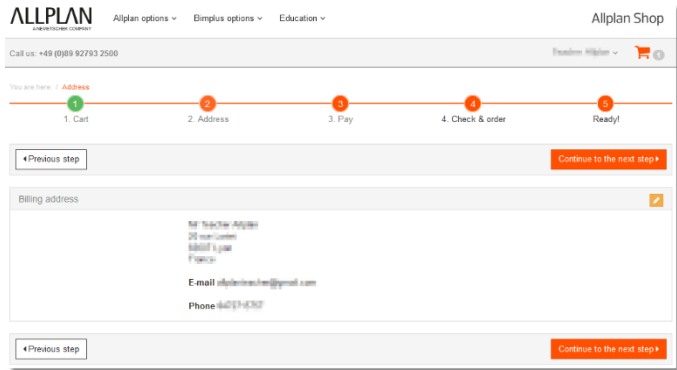 ALLPLAN
A NEMETSCHEK COMPANY
Allplan options
Bimplus options
Education
Allplan Shop
Call us: +49 (0)89 92793 2500
You are here: / Address
1
2
3
4
5
1. Cart
2. Address
3. Pay
4. Check & order
Ready!
Previous step
Continue to the next step
Billing address
E-mail
Phone
Previous step
Continue to the next step